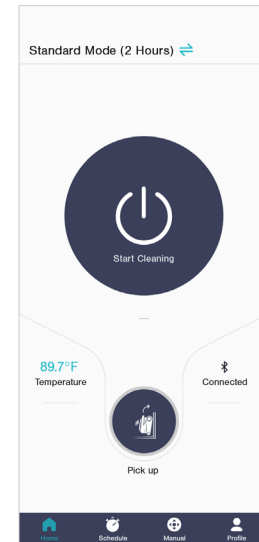 Standard Mode (2 Hours)
Start Cleaning
89.7°F
Temperature
Connected
Pick up
Home
Schedule
Manual
Profile